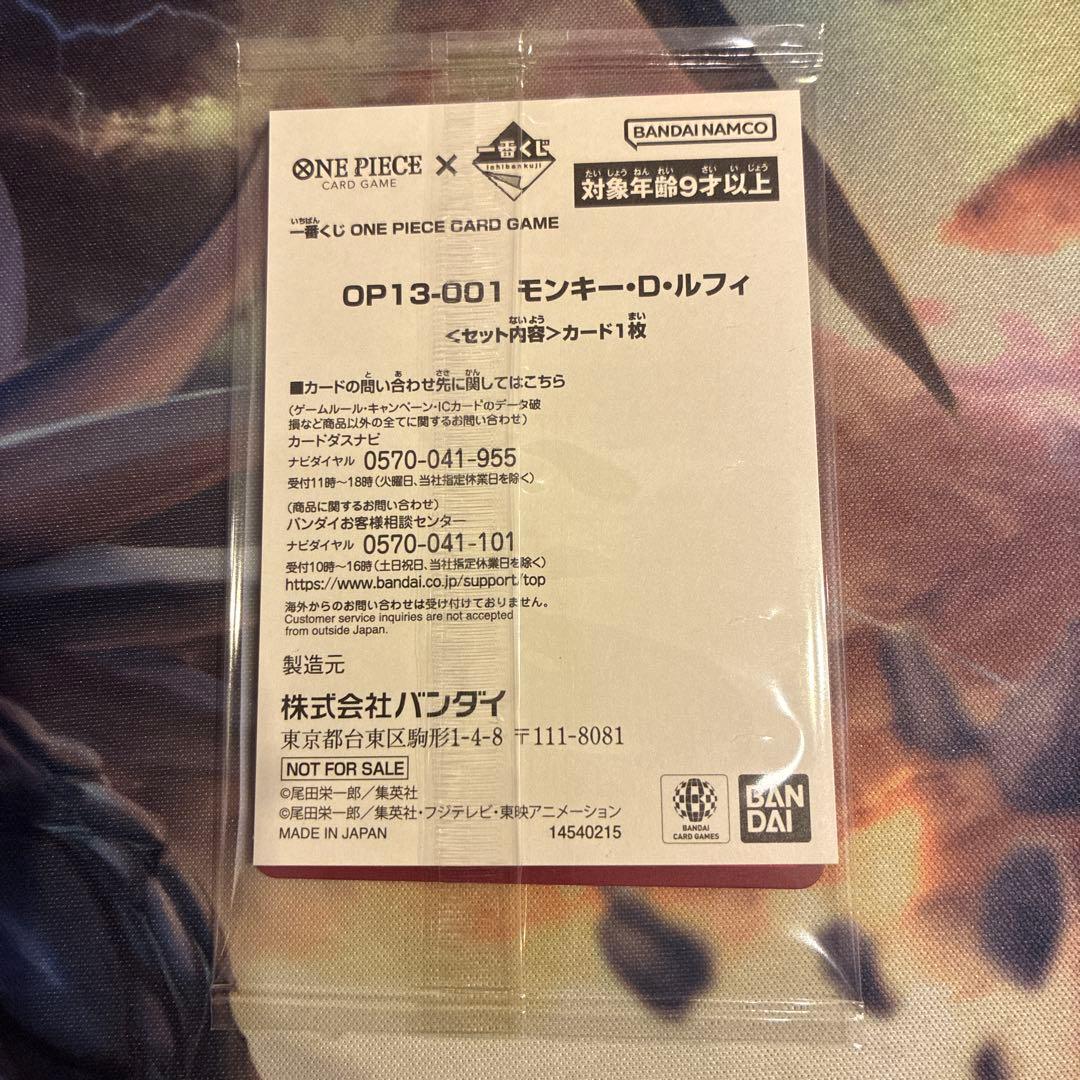 BANDAI NAMCO
ONE PIECE
CARD GAME
×
一番くじ
ichibankuji
たいしょうねんれい さい いじょう
対象年齢9才以上
いちばん
一番くじ ONE PIECE CARD GAME
OP13-001 モンキー・D・ルフィ
ないよう まい
<セット内容>カード1枚
と あ さき かん
■カードの問い合わせ先に関してはこちら
(ゲームルール・キャンペーン・ICカードのデータ破
損など商品以外の全てに関するお問い合わせ)
カードダスナビ
ナビダイヤル 0570-041-955
受付11時〜18時(火曜日、当社指定休業日を除く)
(商品に関するお問い合わせ)
バンダイお客様相談センター
ナビダイヤル 0570-041-101
受付10時〜16時(土日祝日、当社指定休業日を除く)
https://www.bandai.co.jp/support/top
海外からのお問い合わせは受け付けておりません。
Customer service inquiries are not accepted
from outside Japan.
製造元
株式会社バンダイ
東京都台東区駒形1-4-8 〒111-8081
NOT FOR SALE
©尾田栄一郎/集英社
©尾田栄一郎/集英社・フジテレビ・東映アニメーション
MADE IN JAPAN 14540215
BANDAI
CARD GAMES
BAN
DAI